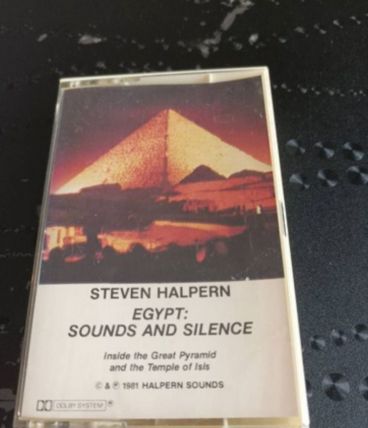 STEVEN HALPERN
EGYPT:
SOUNDS AND SILENCE
Inside the Great Pyramid
and the Temple of Isis
© & ℗ 1981 HALPERN SOUNDS
DOLBY SYSTEM ®